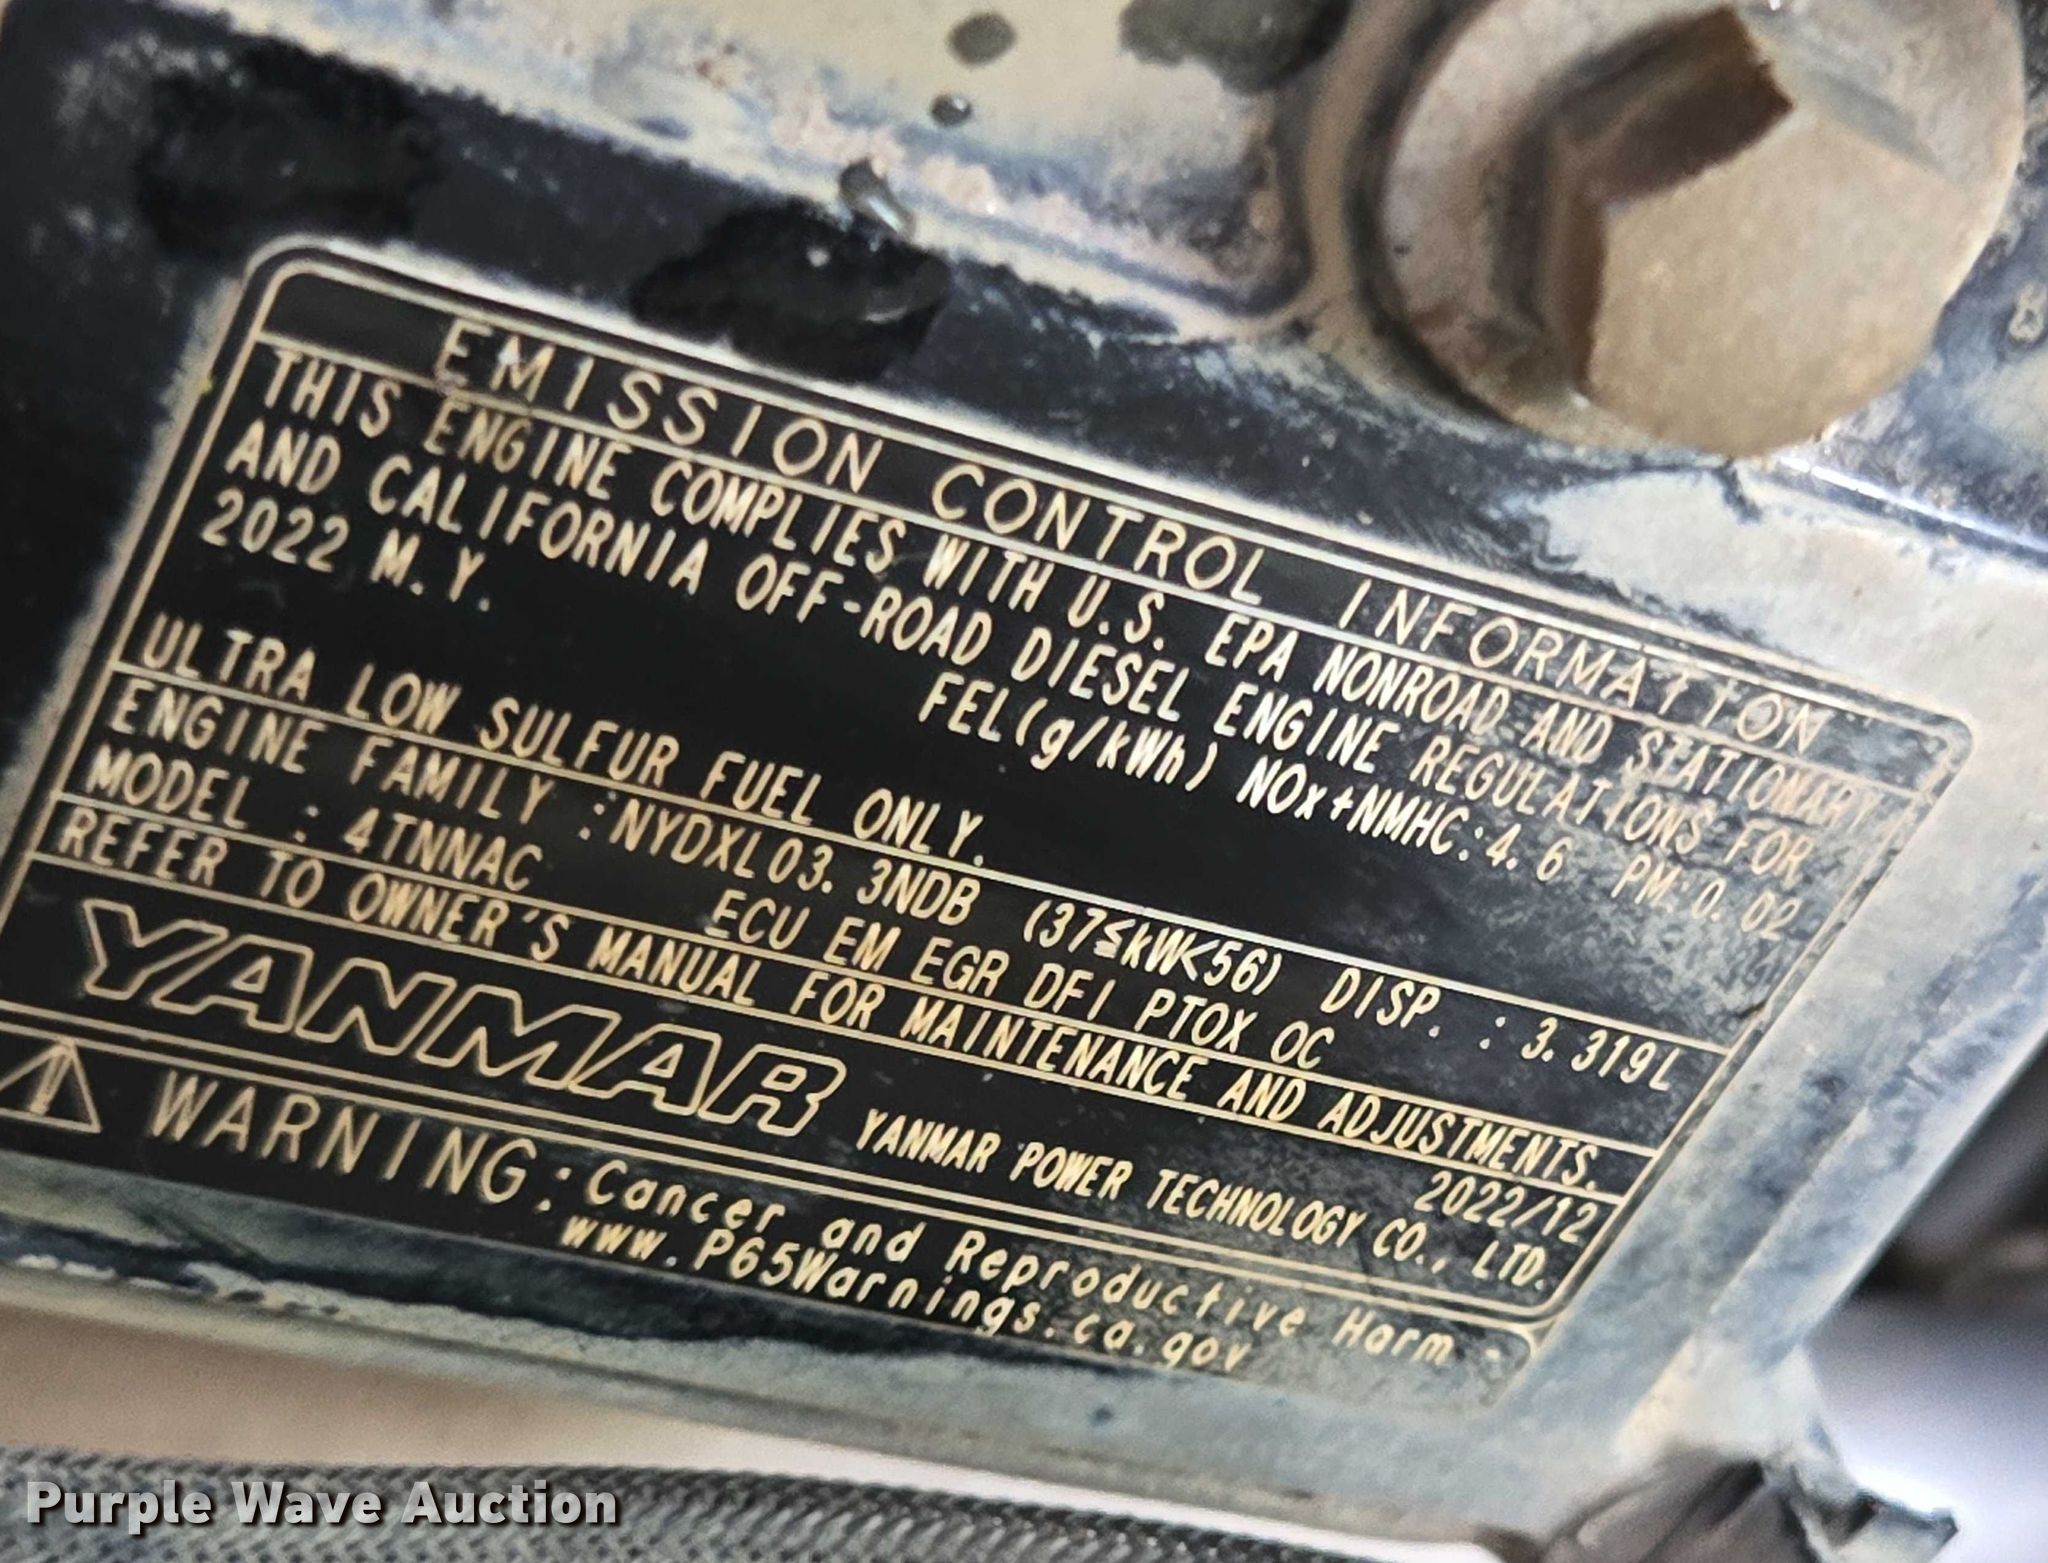 EMISSION CONTROL INFORMATION
THIS ENGINE COMPLIES WITH U.S. EPA NONROAD AND STATIONARY
AND CALIFORNIA OFF-ROAD DIESEL ENGINE REGULATIONS FOR
2022 M.Y. FEL(g/kWh) NOx+NMHC:4.6 PM:0.02
ULTRA LOW SULFUR FUEL ONLY.
ENGINE FAMILY :NYDXL03.3NDB (37≦kW<56) DISP. : 3.319L
MODEL : 4TNNAC ECU EM EGR DFI PTOX OC
REFER TO OWNER'S MANUAL FOR MAINTENANCE AND ADJUSTMENTS.
2022/12
YANMAR YANMAR POWER TECHNOLOGY CO., LTD.
WARNING:Cancer and Reproductive Harm -
www.P65Warnings.ca.gov
Purple Wave Auction